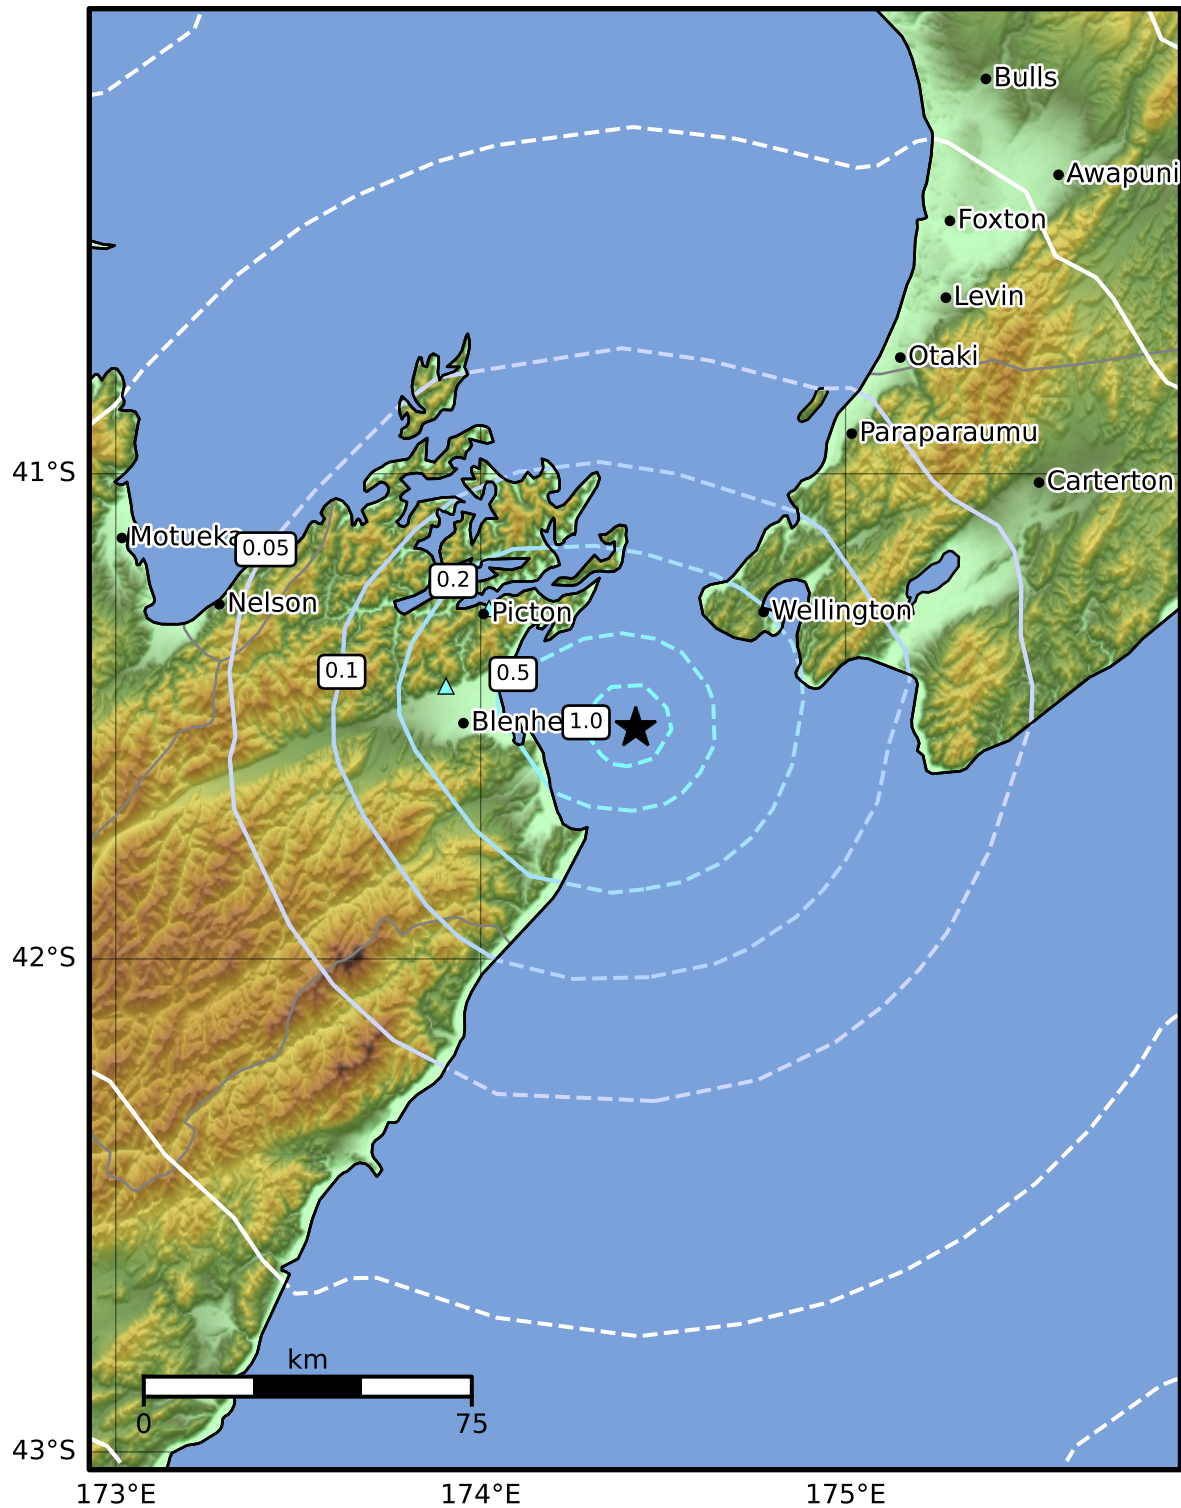 Bulls
Awapuni
Foxton
Levin
Otaki
Paraparaumu
41°S
Carterton
Motueka
0.05
0.2
Nelson
Picton
Wellington
0.1
0.5
Blenhe
1.0
42°S
km
0
75
43°S
173°E
174°E
175°E